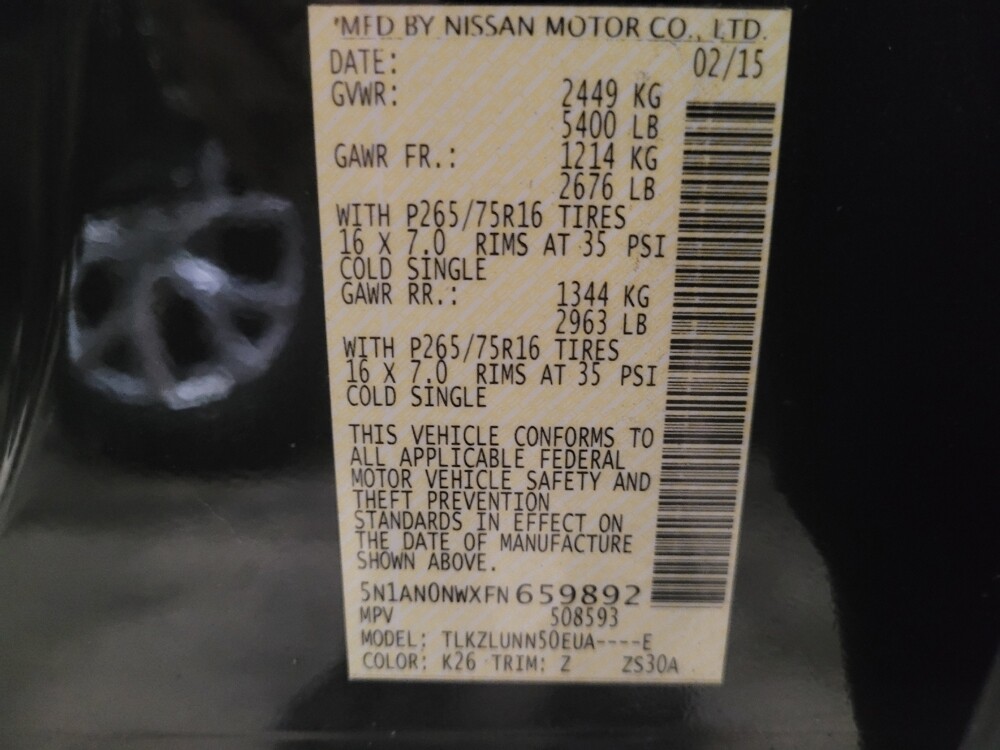 *MFD BY NISSAN MOTOR CO., LTD.
DATE: 02/15
GVWR: 2449 KG
5400 LB
GAWR FR.: 1214 KG
2676 LB
WITH P265/75R16 TIRES
16 X 7.0 RIMS AT 35 PSI
COLD SINGLE
GAWR RR.: 1344 KG
2963 LB
WITH P265/75R16 TIRES
16 X 7.0 RIMS AT 35 PSI
COLD SINGLE
THIS VEHICLE CONFORMS TO
ALL APPLICABLE FEDERAL
MOTOR VEHICLE SAFETY AND
THEFT PREVENTION
STANDARDS IN EFFECT ON
THE DATE OF MANUFACTURE
SHOWN ABOVE.
5N1AN0NWXFN659892
MPV 508593
MODEL: TLKZLUNN50EUA----E
COLOR: K26 TRIM: Z ZS30A